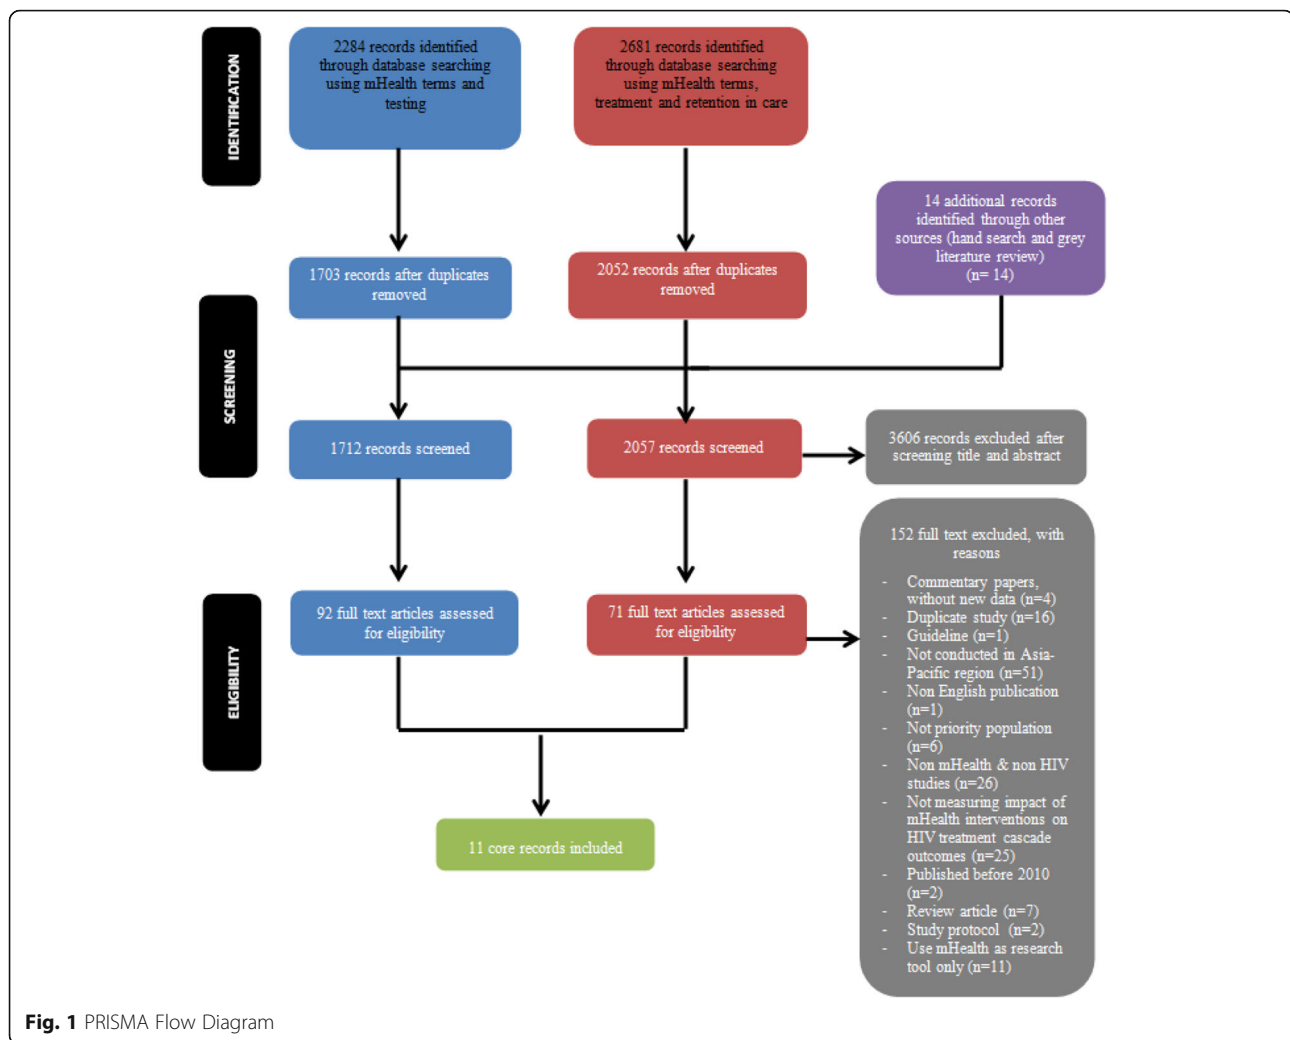 IDENTIFICATION
2284 records identified
through database searching
using mHealth terms and
testing
2681 records identified
through database searching
using mHealth terms,
treatment and retention in care
14 additional records
identified through other
sources (hand search and grey
literature review)
(n= 14)
SCREENING
1703 records after duplicates
removed
2052 records after duplicates
removed
1712 records screened
2057 records screened
3606 records excluded after
screening title and abstract
ELIGIBILITY
92 full text articles assessed
for eligibility
71 full text articles assessed
for eligibility
152 full text excluded, with
reasons
- Commentary papers,
without new data (n=4)
- Duplicate study (n=16)
- Guideline (n=1)
- Not conducted in Asia-
Pacific region (n=51)
- Non English publication
(n=1)
- Not priority population
(n=6)
- Non mHealth & non HIV
studies (n=26)
- Not measuring impact of
mHealth interventions on
HIV treatment cascade
outcomes (n=25)
- Published before 2010
(n=2)
- Review article (n=7)
- Study protocol (n=2)
- Use mHealth as research
tool only (n=11)
11 core records included
Fig. 1 PRISMA Flow Diagram